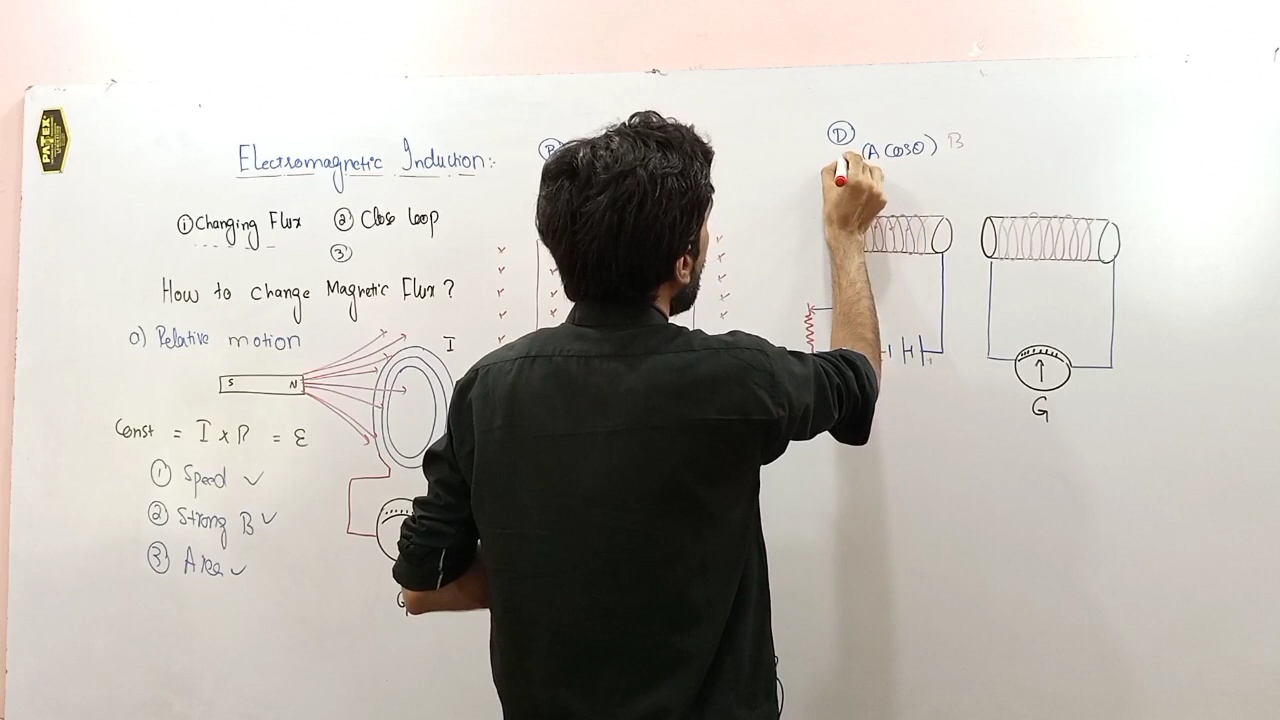 PATEX
Electromagnetic Induction:-
① Changing Flux ② Close loop
③
How to change Magnetic Flux ?
a) Relative motion
I
S N
Const = I x R = ε
① Speed ✓
② Strong B ✓
③ Area ✓
G
B
D
(A Cosθ) B
G